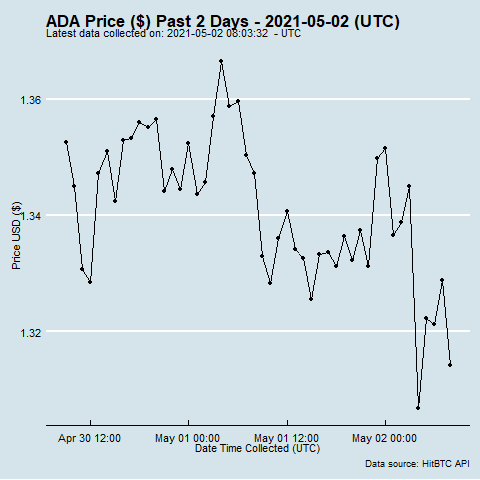 ADA Price ($) Past 2 Days - 2021-05-02 (UTC)
Latest data collected on: 2021-05-02 08:03:32 - UTC
1.36
1.34
1.32
Price USD ($)
Apr 30 12:00 May 01 00:00 May 01 12:00 May 02 00:00
Date Time Collected (UTC)
Data source: HitBTC API